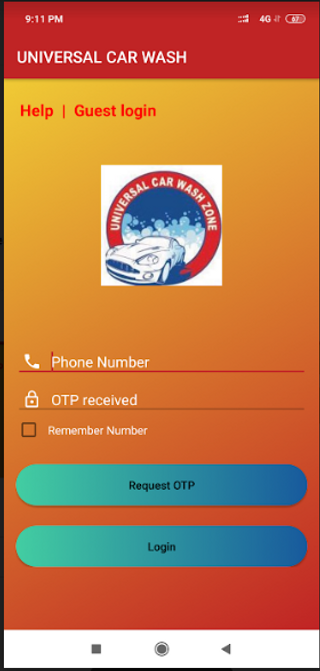 9:11 PM 4G 67
UNIVERSAL CAR WASH
Help | Guest login
UNIVERSAL CAR WASH ZONE
Phone Number
OTP received
Remember Number
Request OTP
Login